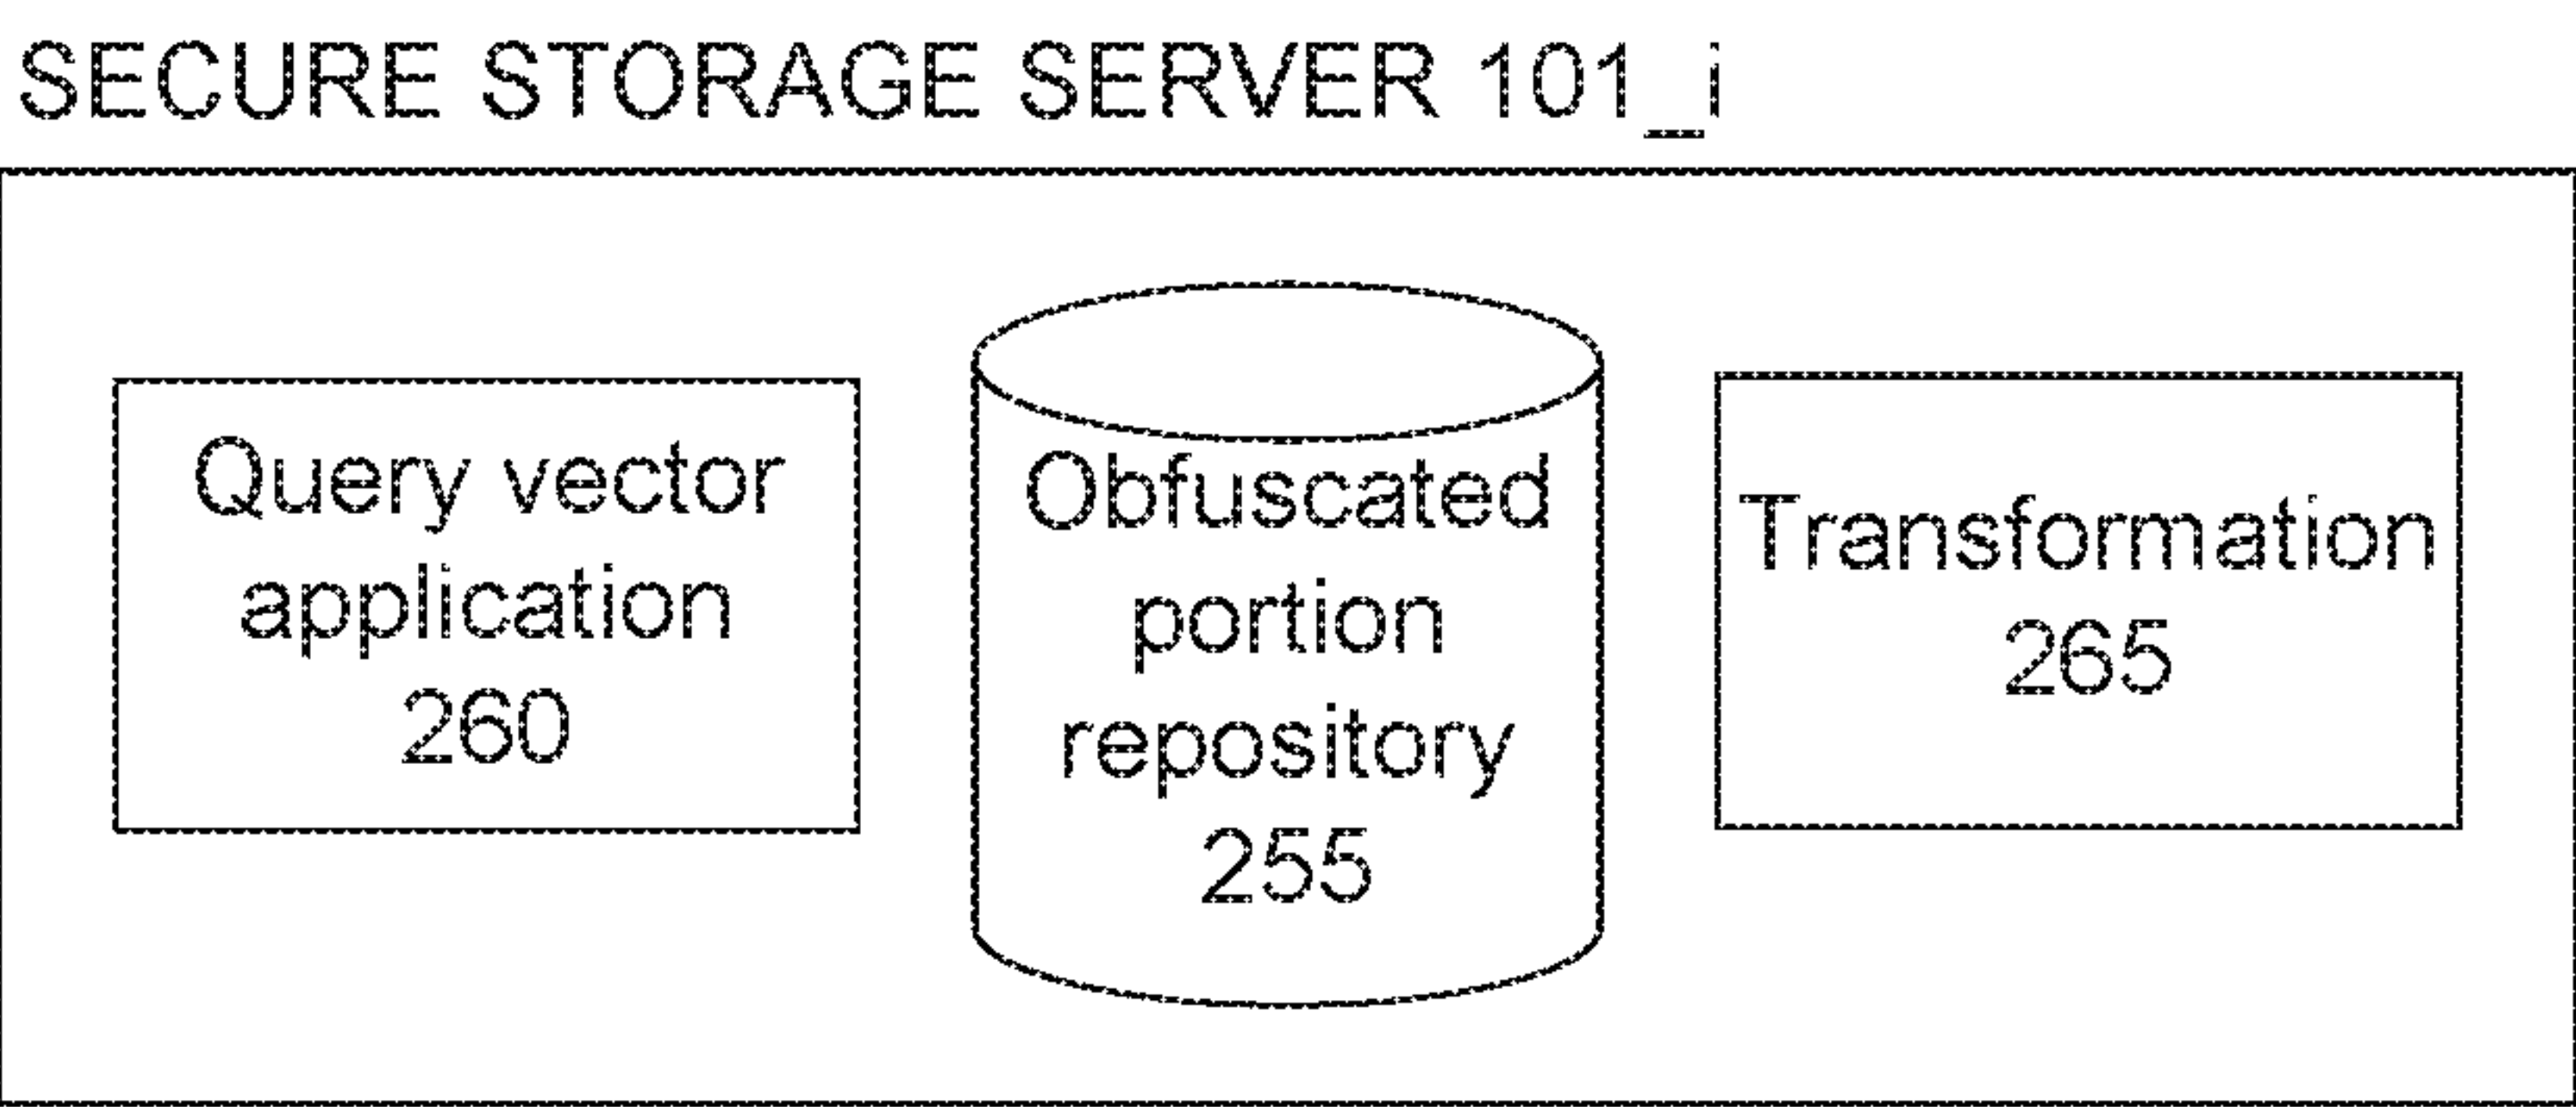 SECURE STORAGE SERVER 101_i
Query vector
application
260
Obfuscated
portion
repository
255
Transformation
265